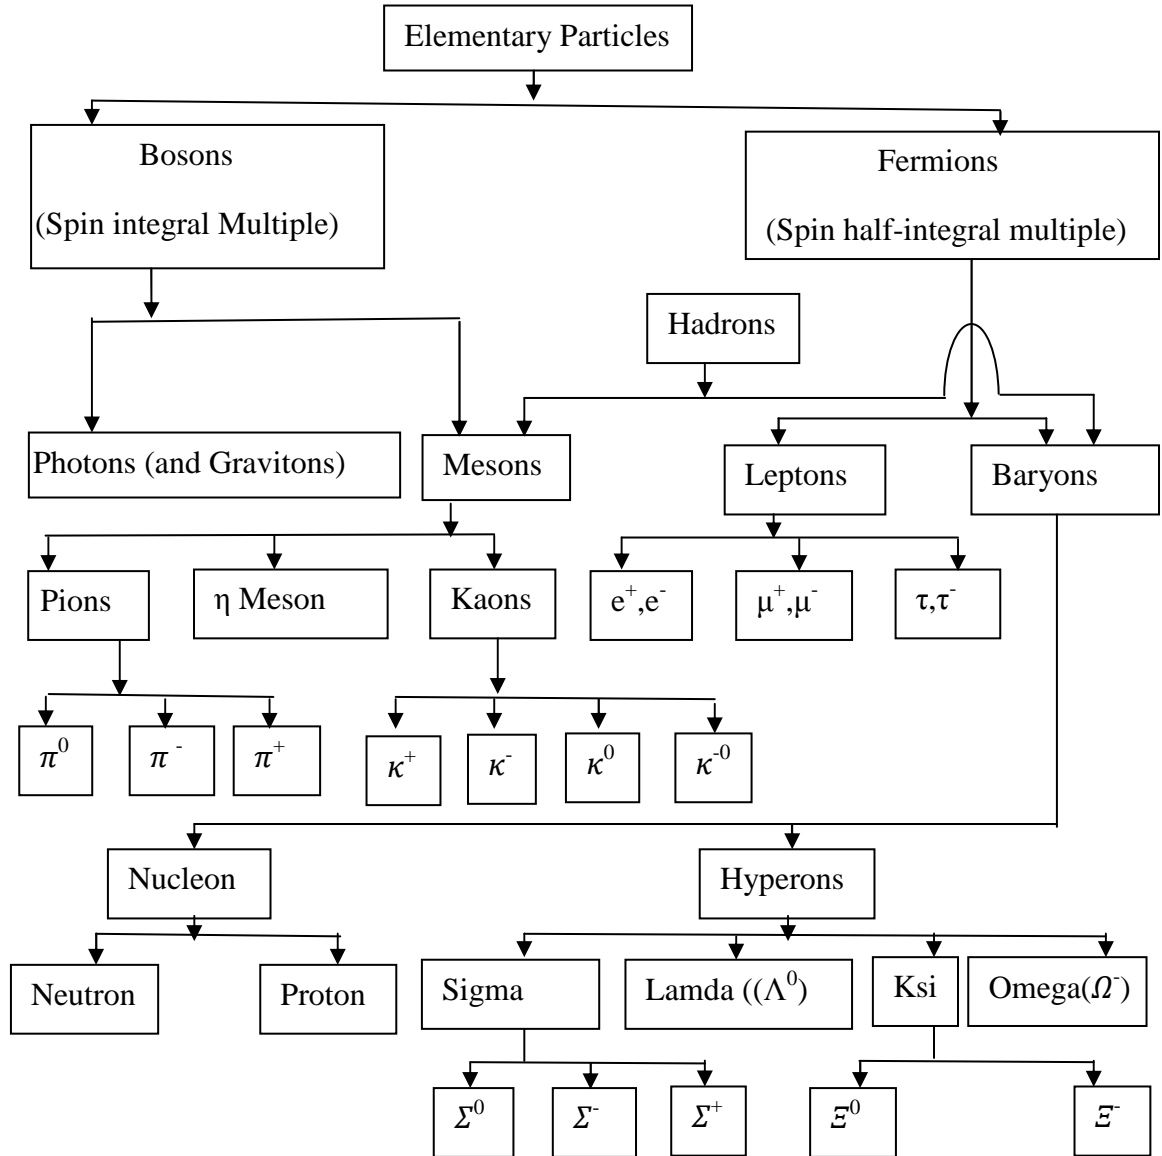 Elementary Particles
Bosons
(Spin integral Multiple)
Fermions
(Spin half-integral multiple)
Hadrons
Photons (and Gravitons)
Mesons
Leptons
Baryons
Pions
η Meson
Kaons
e⁺,e⁻
μ⁺,μ⁻
τ,τ⁻
π⁰
π⁻
π⁺
κ⁺
κ⁻
κ⁰
κ⁻⁰
Nucleon
Hyperons
Neutron
Proton
Sigma
Lamda ((Λ⁰)
Ksi
Omega(Ω⁻)
Σ⁰
Σ⁻
Σ⁺
Ξ⁰
Ξ⁻